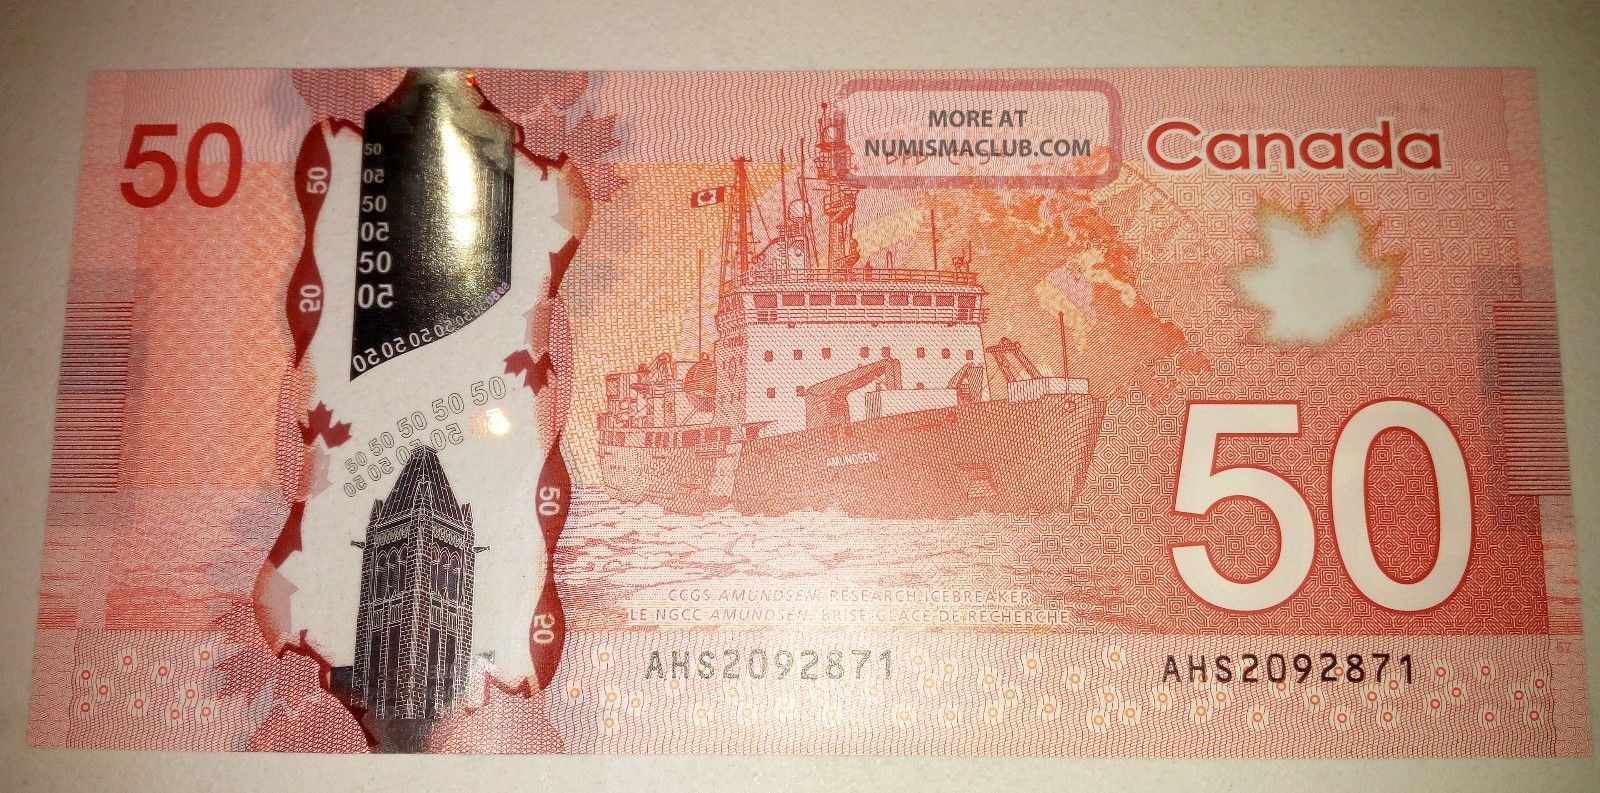 50
MORE AT
NUMISMACLUB.COM
Canada
50
50
50
50
50
50
50
50
50
50 50 50 50 50
AMUNDSEN
50
50
50
CCGS AMUNDSEN: RESEARCH ICEBREAKER
LE NGCC AMUNDSEN: BRISE-GLACE DE RECHERCHE
AHS2092871
AHS2092871